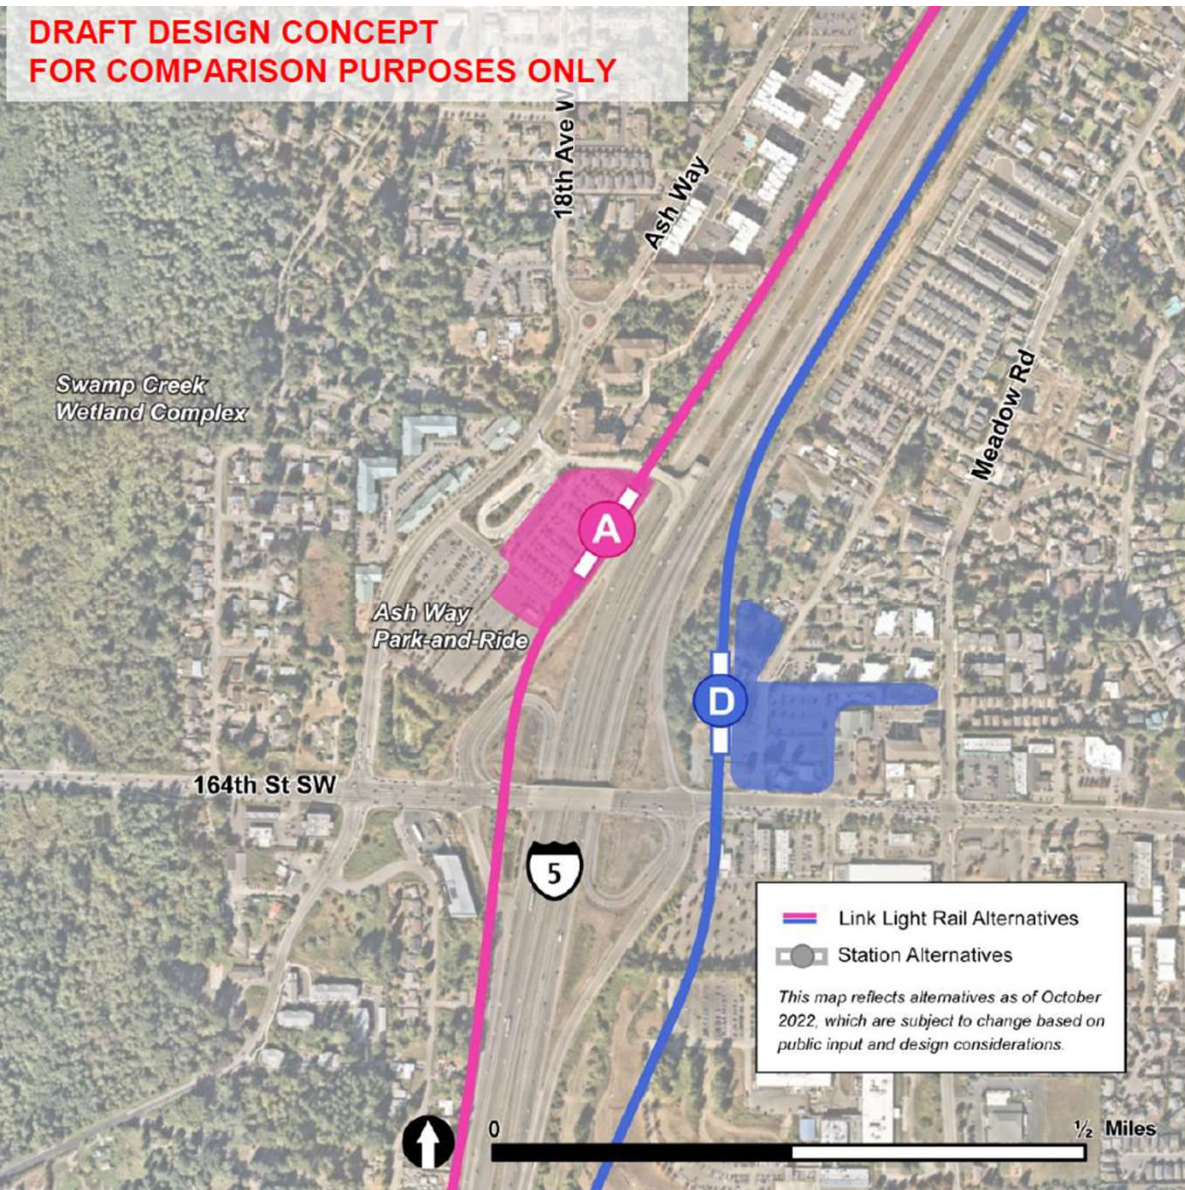 DRAFT DESIGN CONCEPT
FOR COMPARISON PURPOSES ONLY
18th Ave W
Ash Way
Meadow Rd
Swamp Creek
Wetland Complex
A
Ash Way
Park-and-Ride
D
164th St SW
5
Link Light Rail Alternatives
Station Alternatives
This map reflects alternatives as of October
2022, which are subject to change based on
public input and design considerations.
0
½ Miles